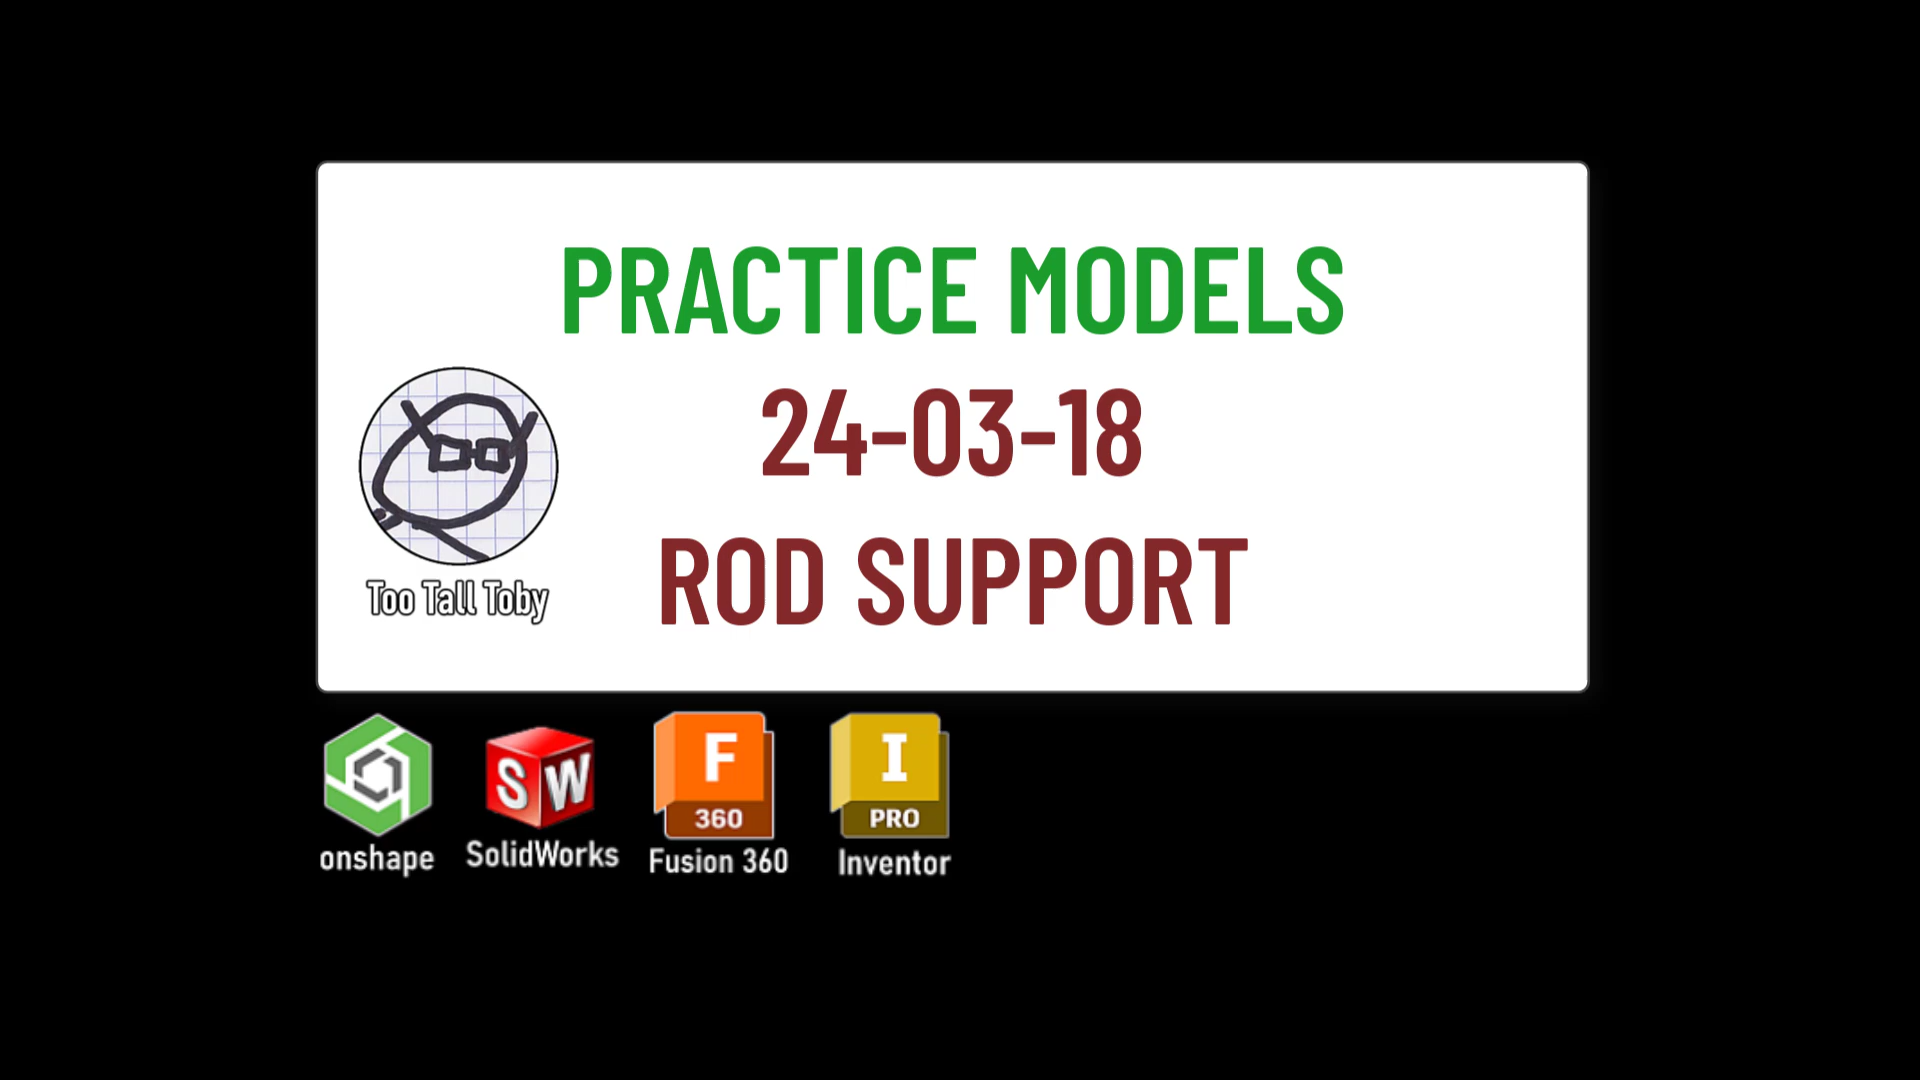 PRACTICE MODELS
24-03-18
ROD SUPPORT
Too Tall Toby
onshape
S W
SolidWorks
F
360
Fusion 360
I
PRO
Inventor